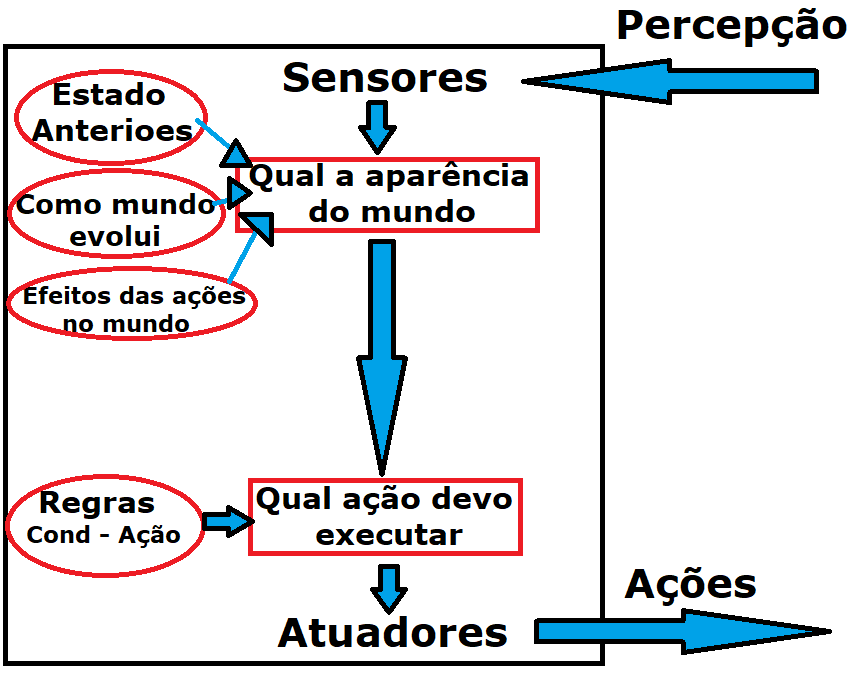 Percepção
Sensores
Estado
Anterioes
Qual a aparência
do mundo
Como mundo
evolui
Efeitos das ações
no mundo
Regras
Cond - Ação
Qual ação devo
executar
Ações
Atuadores